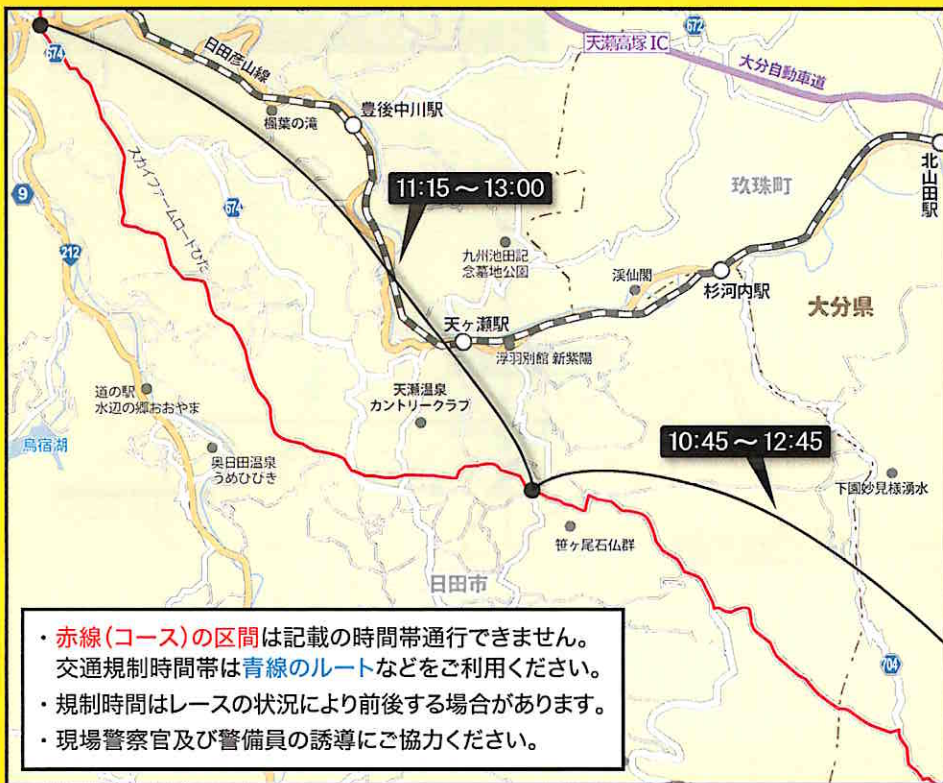 672
天瀬高塚 IC
大分自動車道
674
日田彦山線
豊後中川駅
楓葉の滝
北山田駅
11:15～13:00
玖珠町
スカイファームロードひた
9
674
212
九州池田記
念墓地公園
渓仙閣
杉河内駅
大分県
天ヶ瀬駅
浮羽別館 新紫陽
道の駅
水辺の郷おおやま
天瀬温泉
カントリークラブ
烏宿湖
奥日田温泉
うめひびき
10:45～12:45
下園妙見様湧水
笹ヶ尾石仏群
日田市
704
・赤線(コース)の区間は記載の時間帯通行できません。
交通規制時間帯は青線のルートなどをご利用ください。
・規制時間はレースの状況により前後する場合があります。
・現場警察官及び警備員の誘導にご協力ください。